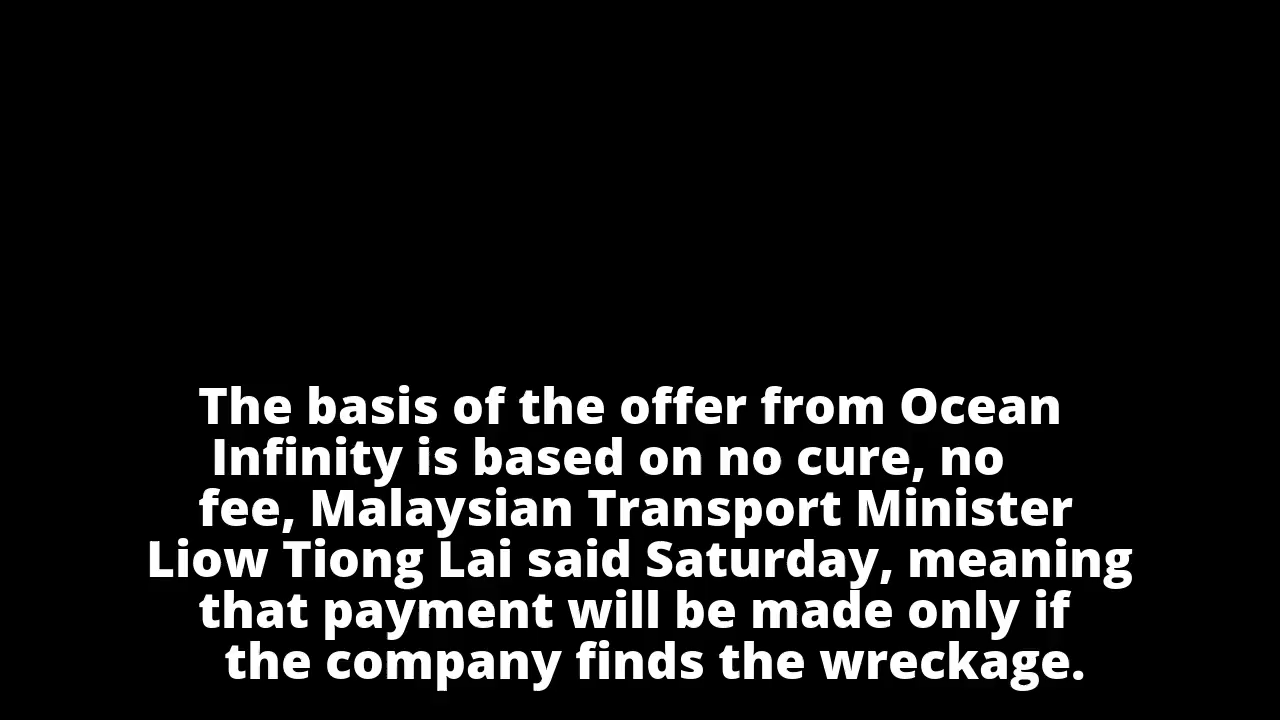 The basis of the offer from Ocean
Infinity is based on no cure, no
fee, Malaysian Transport Minister
Liow Tiong Lai said Saturday, meaning
that payment will be made only if
the company finds the wreckage.